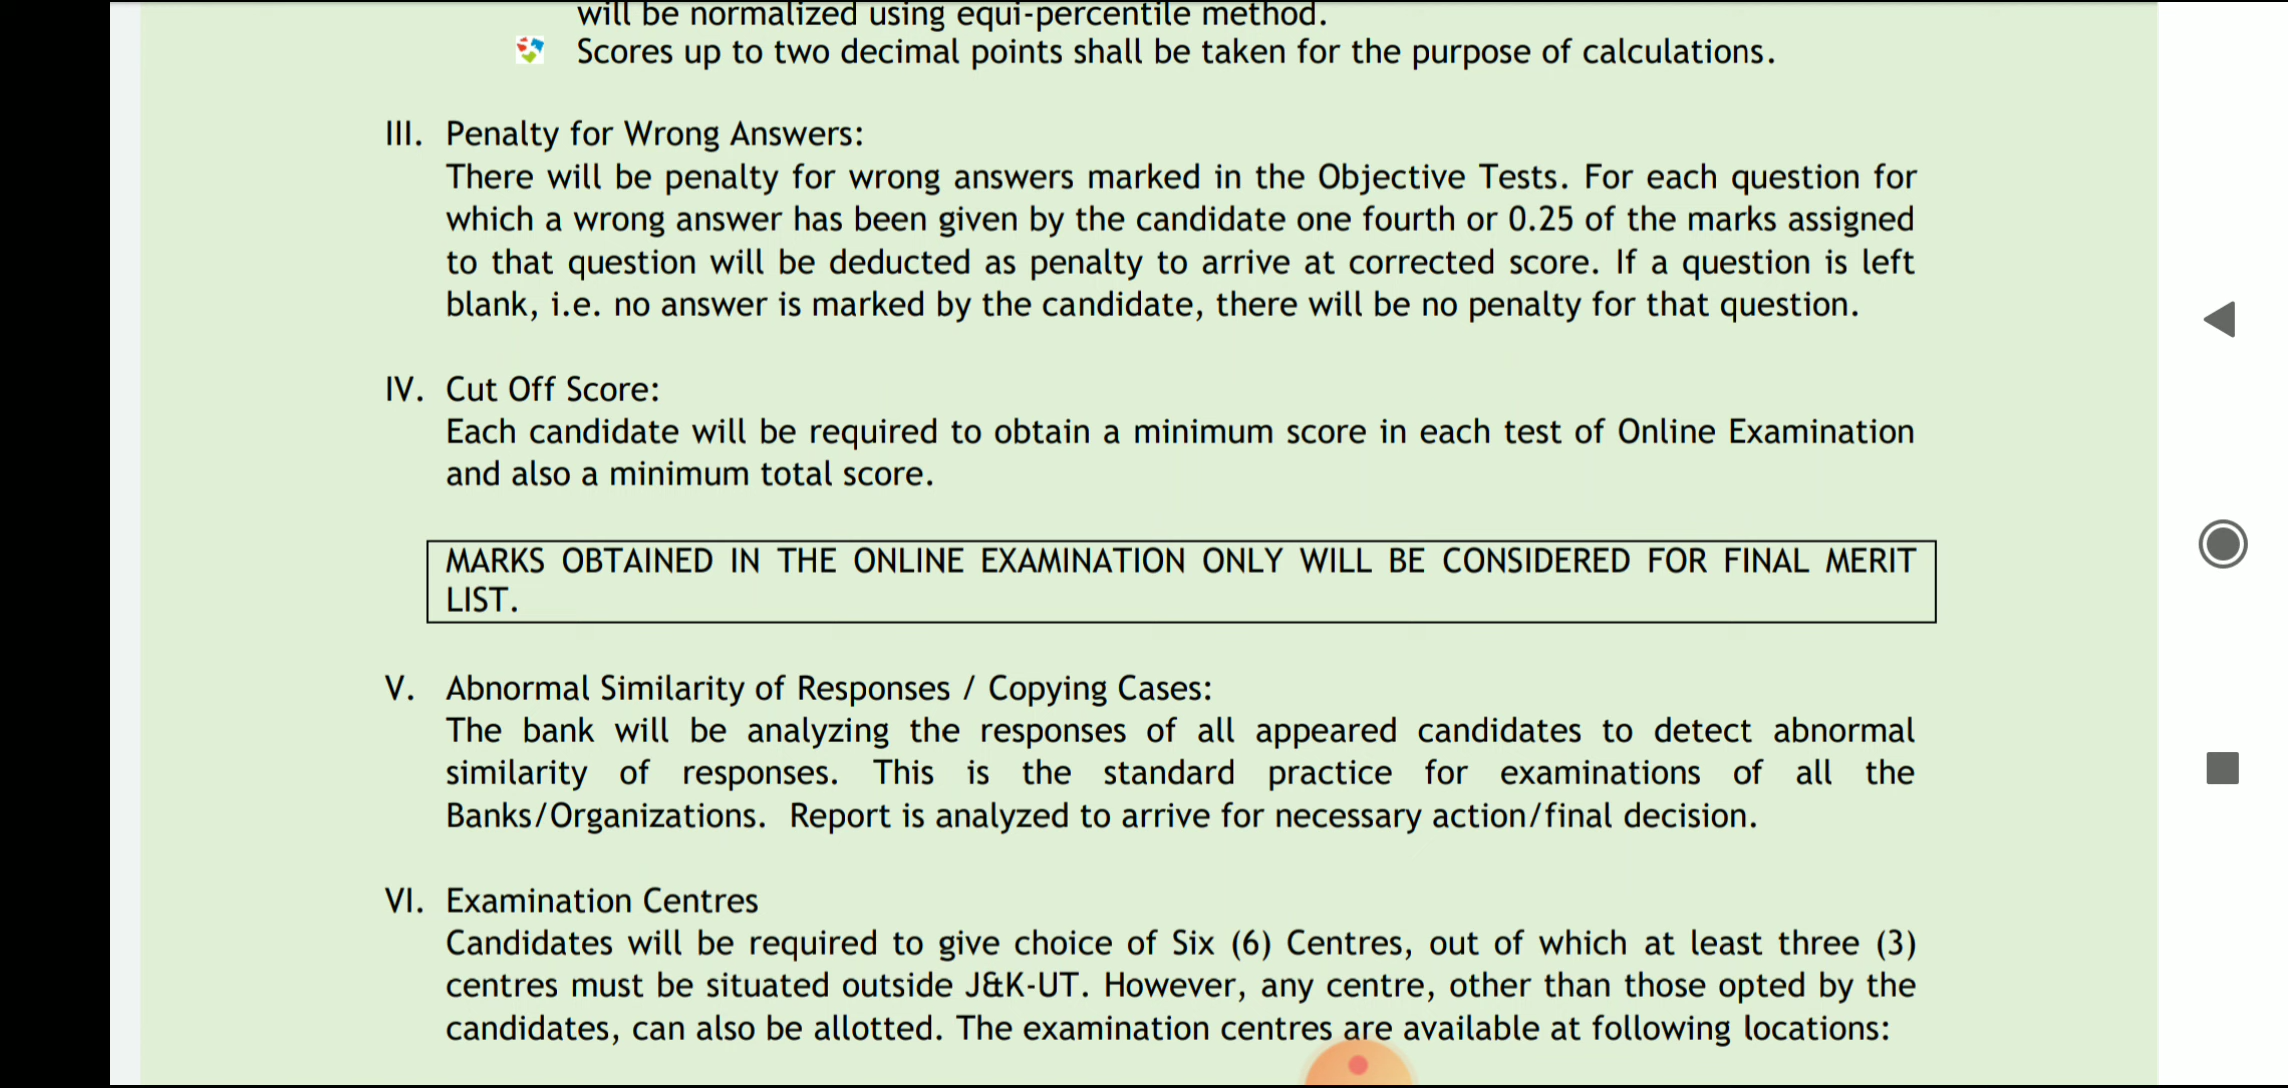 will be normalized using equi-percentile method.
Scores up to two decimal points shall be taken for the purpose of calculations.
III. Penalty for Wrong Answers:
There will be penalty for wrong answers marked in the Objective Tests. For each question for
which a wrong answer has been given by the candidate one fourth or 0.25 of the marks assigned
to that question will be deducted as penalty to arrive at corrected score. If a question is left
blank, i.e. no answer is marked by the candidate, there will be no penalty for that question.
IV. Cut Off Score:
Each candidate will be required to obtain a minimum score in each test of Online Examination
and also a minimum total score.
MARKS OBTAINED IN THE ONLINE EXAMINATION ONLY WILL BE CONSIDERED FOR FINAL MERIT
LIST.
V. Abnormal Similarity of Responses / Copying Cases:
The bank will be analyzing the responses of all appeared candidates to detect abnormal
similarity of responses. This is the standard practice for examinations of all the
Banks/Organizations. Report is analyzed to arrive for necessary action/final decision.
VI. Examination Centres
Candidates will be required to give choice of Six (6) Centres, out of which at least three (3)
centres must be situated outside J&K-UT. However, any centre, other than those opted by the
candidates, can also be allotted. The examination centres are available at following locations: